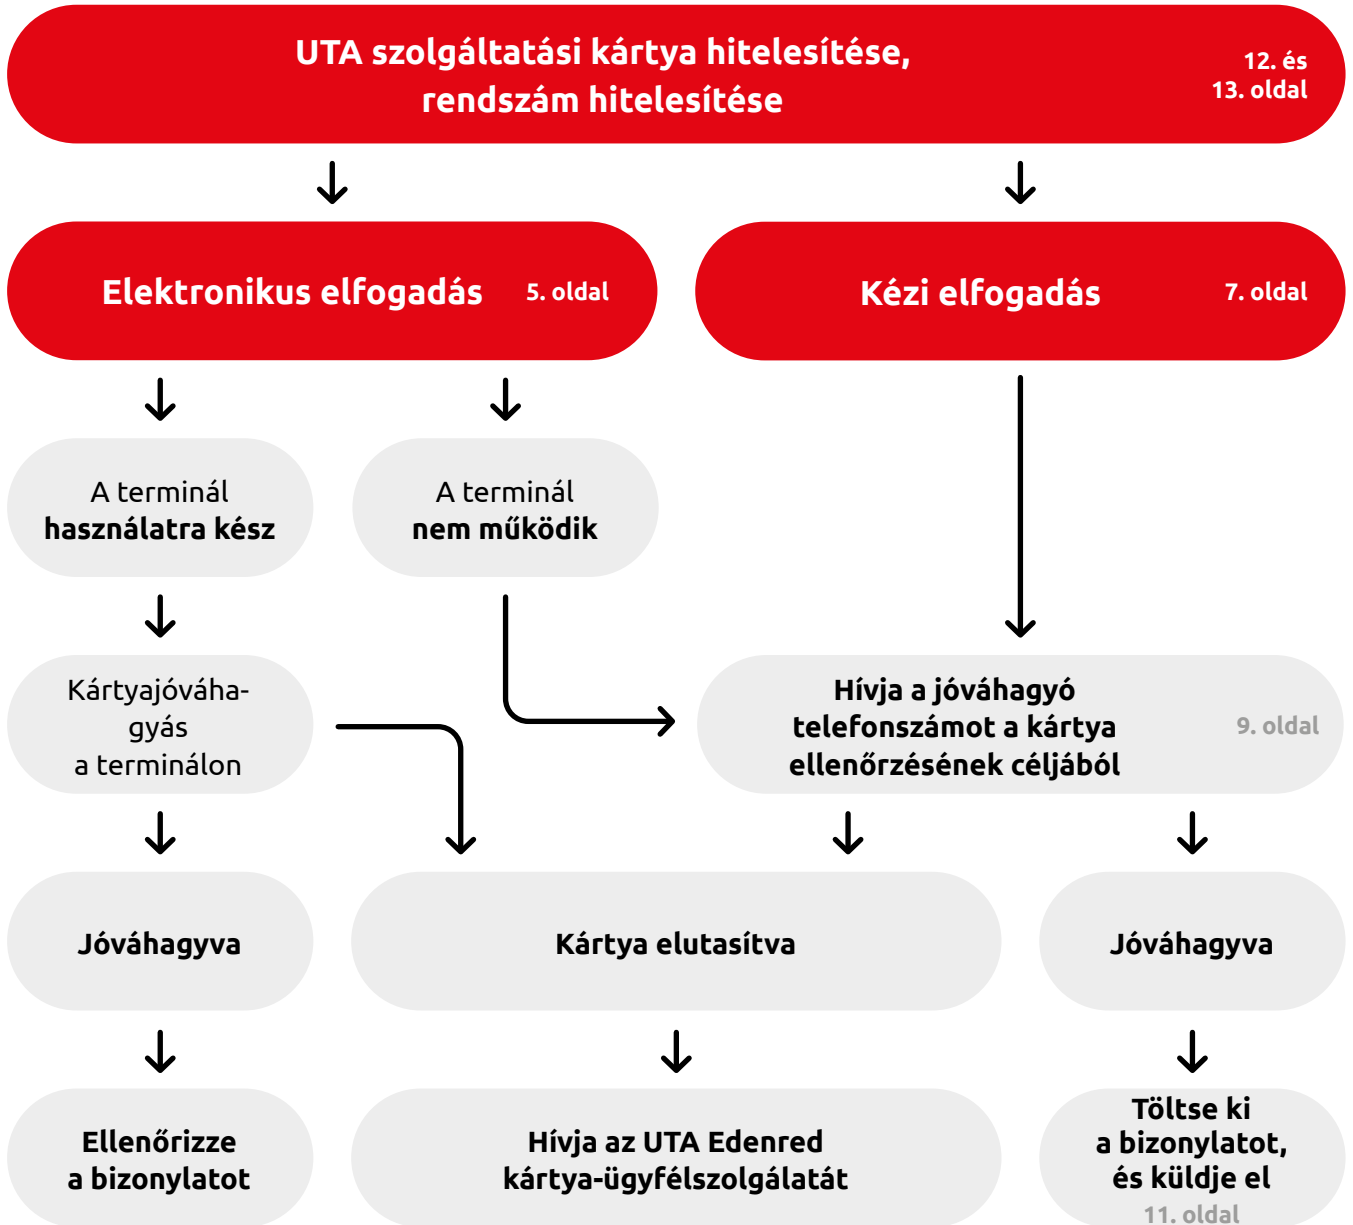 UTA szolgáltatási kártya hitelesítése,
rendszám hitelesítése
12. és
13. oldal
Elektronikus elfogadás
5. oldal
Kézi elfogadás
7. oldal
A terminál
használatra kész
A terminál
nem működik
Kártyajóváha-
gyás
a terminálon
Hívja a jóváhagyó
telefonszámot a kártya
ellenőrzésének céljából
9. oldal
Jóváhagyva
Kártya elutasítva
Jóváhagyva
Ellenőrizze
a bizonylatot
Hívja az UTA Edenred
kártya-ügyfélszolgálatát
Töltse ki
a bizonylatot,
és küldje el
11. oldal